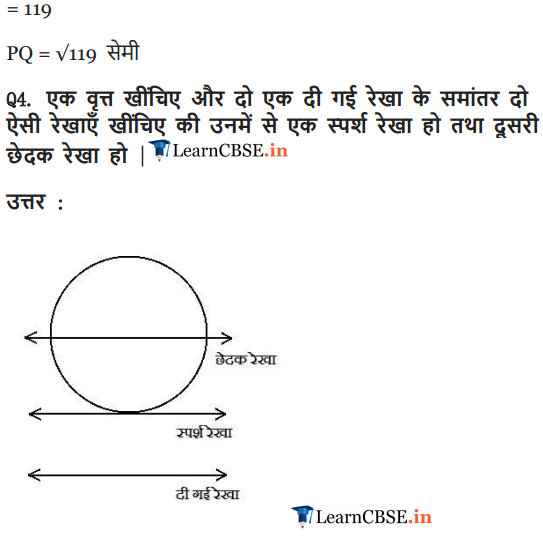 = 119
PQ = √119 सेमी
Q4. एक वृत्त खींचिए और दो एक दी गई रेखा के समांतर दो
ऐसी रेखाएँ खींचिए की उनमें से एक स्पर्श रेखा हो तथा दूसरी
छेदक रेखा हो | LearnCBSE.in
उत्तर :
छेदक रेखा
स्पर्श रेखा
दी गई रेखा
LearnCBSE.in